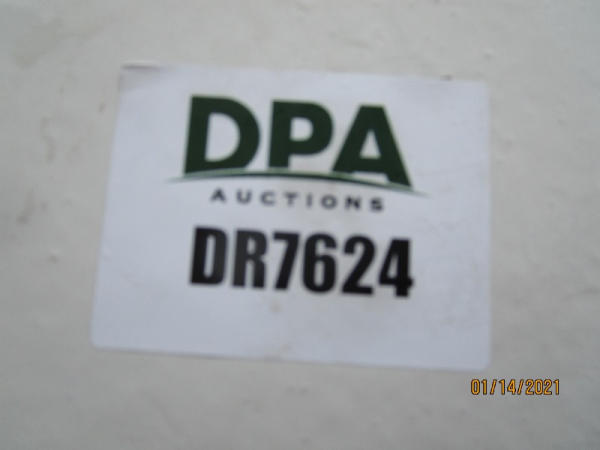 DPA
AUCTIONS
DR7624
01/14/2021